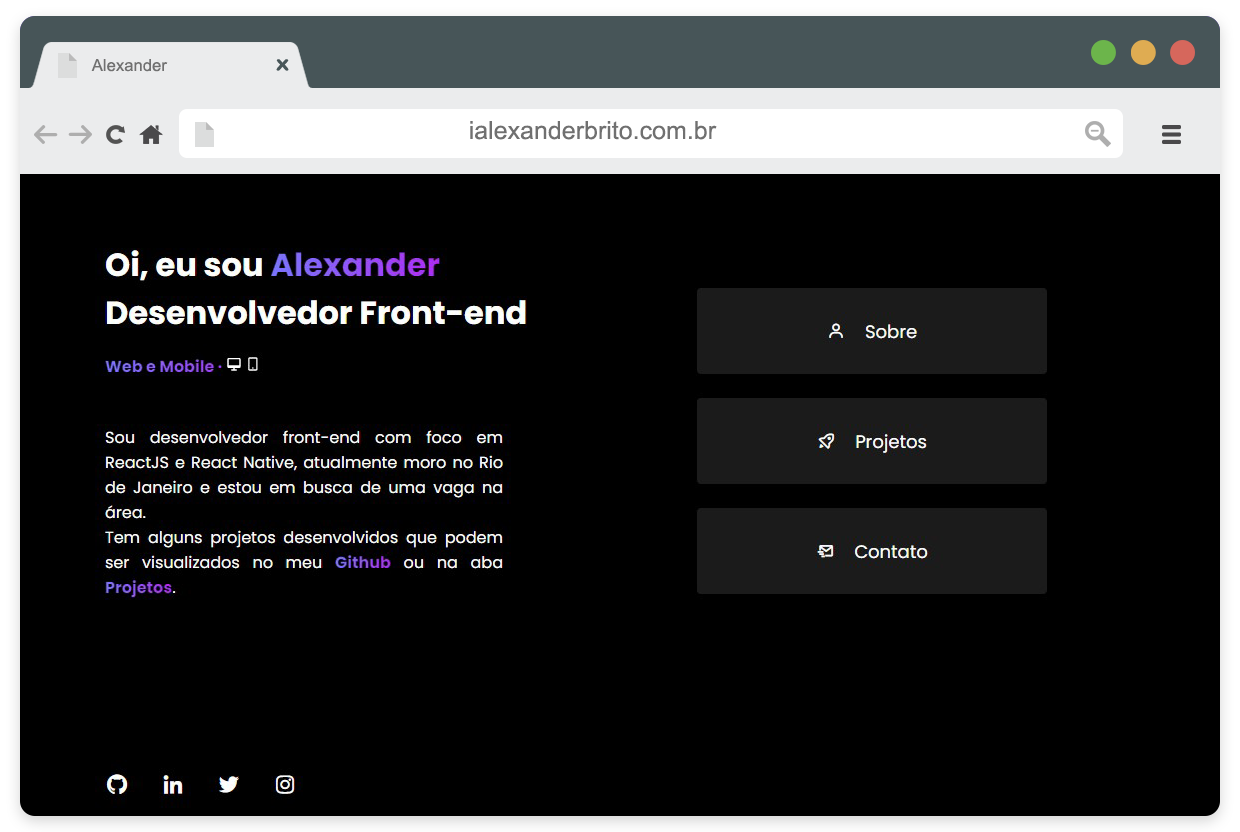 Alexander
ialexanderbrito.com.br
Oi, eu sou Alexander
Desenvolvedor Front-end
Web e Mobile ·
Sou desenvolvedor front-end com foco em
ReactJS e React Native, atualmente moro no Rio
de Janeiro e estou em busca de uma vaga na
área.
Tem alguns projetos desenvolvidos que podem
ser visualizados no meu Github ou na aba
Projetos.
Sobre
Projetos
Contato